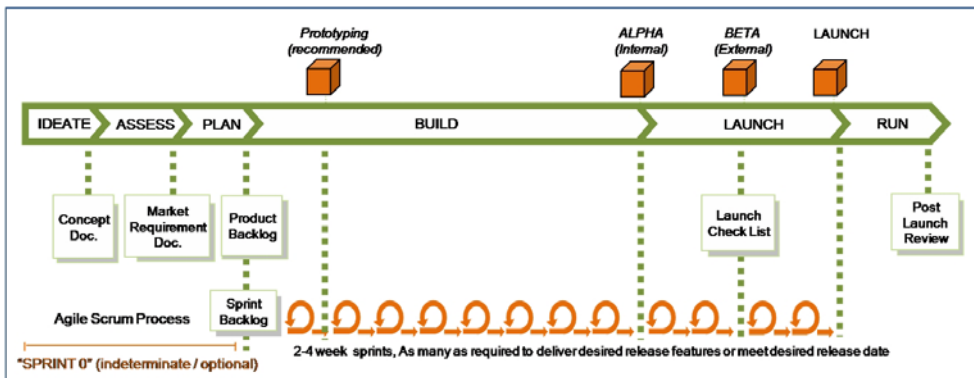 Prototyping
(recommended)
ALPHA
(Internal)
BETA
(External)
LAUNCH
IDEATE
ASSESS
PLAN
BUILD
LAUNCH
RUN
Concept
Doc.
Market
Requirement
Doc.
Product
Backlog
Launch
Check List
Post
Launch
Review
Agile Scrum Process
Sprint
Backlog
2-4 week sprints, As many as required to deliver desired release features or meet desired release date
"SPRINT 0" (indeterminate / optional)